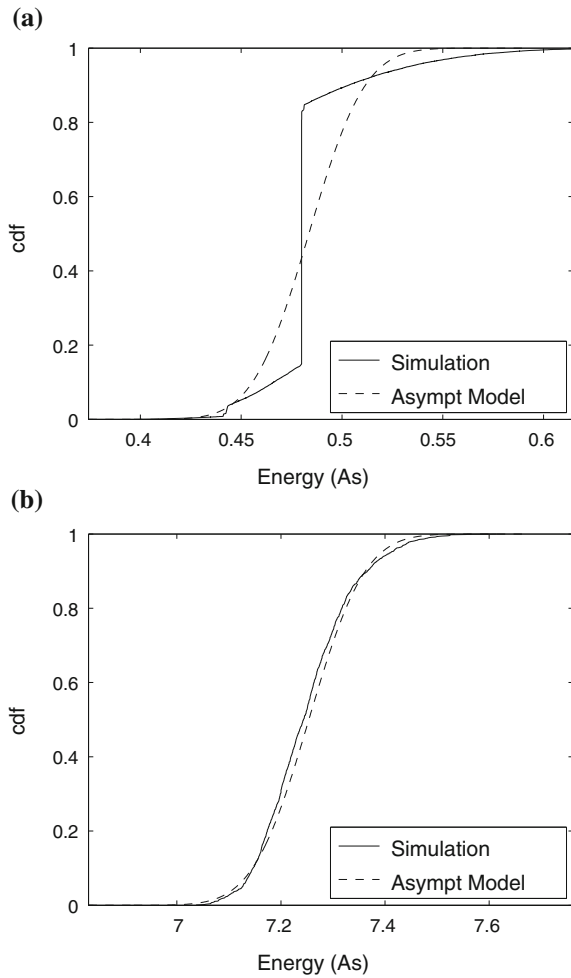 (a)
1
0.8
0.6
0.4
0.2
0
cdf
0.4 0.45 0.5 0.55 0.6
Energy (As)
Simulation
Asympt Model
(b)
1
0.8
0.6
0.4
0.2
0
cdf
7 7.2 7.4 7.6
Energy (As)
Simulation
Asympt Model